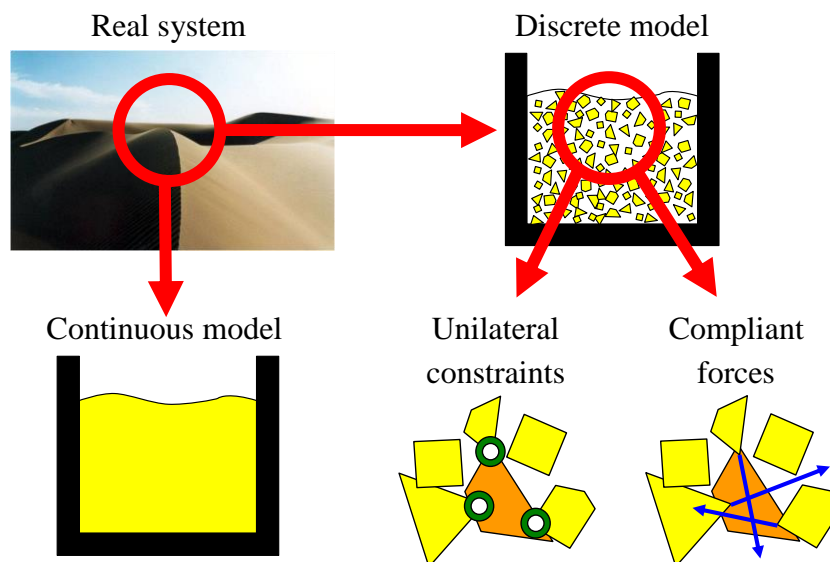 Real system
Discrete model
Continuous model
Unilateral
constraints
Compliant
forces